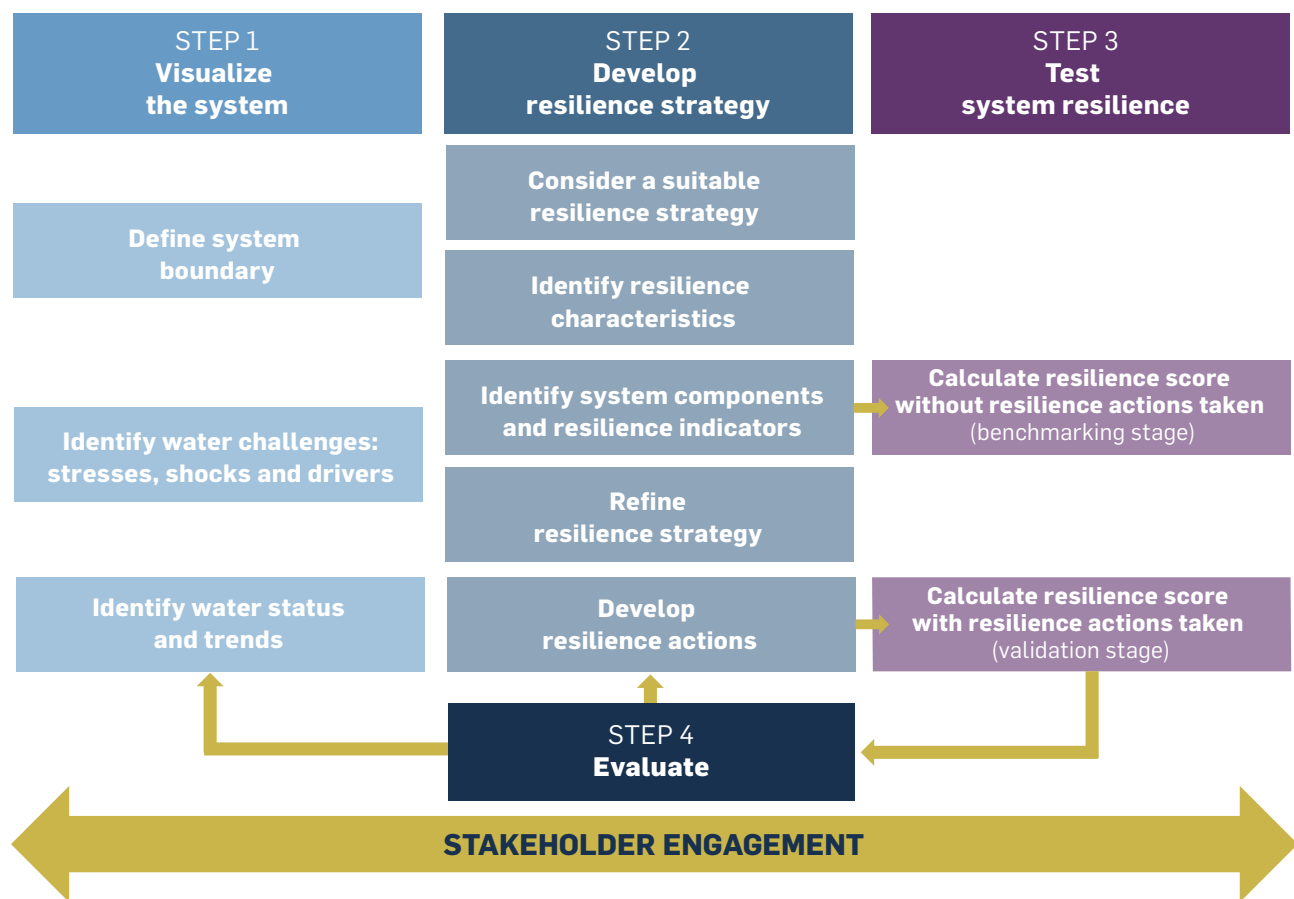 STEP 1
Visualize
the system
Define system
boundary
Identify water challenges:
stresses, shocks and drivers
Identify water status
and trends
STEP 2
Develop
resilience strategy
Consider a suitable
resilience strategy
Identify resilience
characteristics
Identify system components
and resilience indicators
Refine
resilience strategy
Develop
resilience actions
STEP 3
Test
system resilience
Calculate resilience score
without resilience actions taken
(benchmarking stage)
Calculate resilience score
with resilience actions taken
(validation stage)
STEP 4
Evaluate
STAKEHOLDER ENGAGEMENT